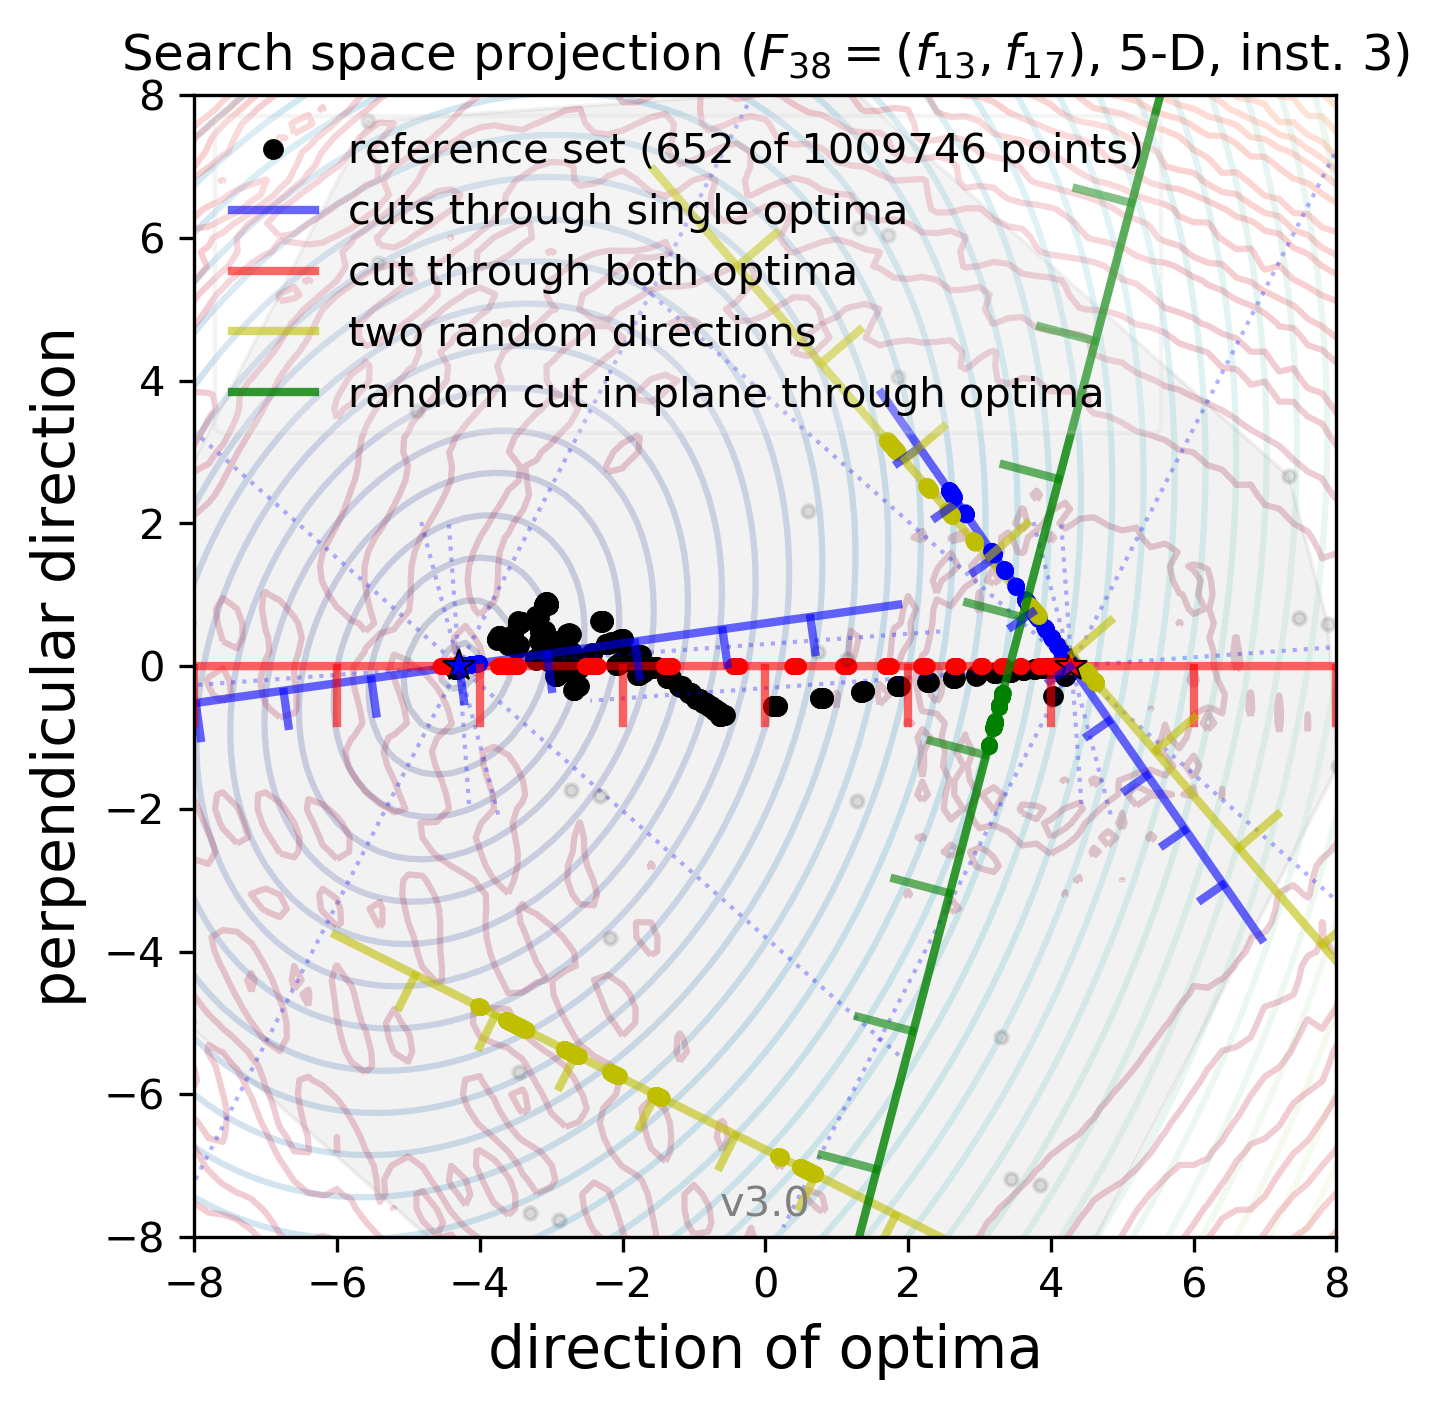 Search space projection (F₃₈ = (f₁₃, f₁₇), 5-D, inst. 3)
8
6
4
2
0
−2
−4
−6
−8
perpendicular direction
reference set (652 of 1009746 points)
cuts through single optima
cut through both optima
two random directions
random cut in plane through optima
v3.0
−8 −6 −4 −2 0 2 4 6 8
direction of optima